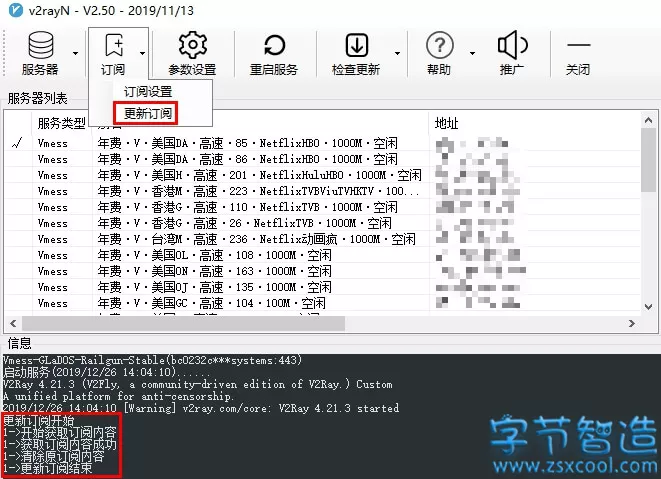 v2rayN - V2.50 - 2019/11/13
服务器
订阅
参数设置
重启服务
检查更新
帮助
推广
关闭
订阅设置
更新订阅
服务器列表
服务类型
地址
Vmess 年费·V·美国DA·高速·85·NetflixHBO·1000M·空闲
Vmess 年费·V·美国DA·高速·86·NetflixHBO·1000M·空闲
Vmess 年费·V·美国H·高速·201·NetflixHuluHBO·1000M·空闲
Vmess 年费·V·香港M·高速·223·NetflixTVBViuTVHKTV·100...
Vmess 年费·V·香港G·高速·110·NetflixTVB·1000M·空闲
Vmess 年费·V·香港G·高速·26·NetflixTVB·1000M·空闲
Vmess 年费·V·台湾M·高速·236·Netflix动画疯·1000M·空闲
Vmess 年费·V·美国OL·高速·108·1000M·空闲
Vmess 年费·V·美国ON·高速·163·1000M·空闲
Vmess 年费·V·美国OJ·高速·135·1000M·空闲
Vmess 年费·V·美国GC·高速·104·100M·空闲
信息
Vmess-GLaDOS-Railgun-Stable(bc0232c***systems:443)
启动服务(2019/12/26 14:04:10)......
V2Ray 4.21.3 (V2Fly, a community-driven edition of V2Ray.) Custom
A unified platform for anti-censorship.
2019/12/26 14:04:10 [Warning] v2ray.com/core: V2Ray 4.21.3 started
更新订阅开始
1->开始获取订阅内容
1->获取订阅内容成功
1->清除原订阅内容
1->更新订阅结束
字节智造
www.zsxcool.com